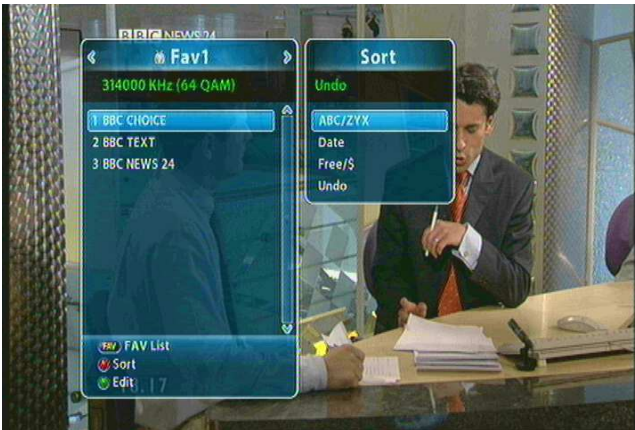 BBC NEWS 24
Fav1
314000 KHz (64 QAM)
1 BBC CHOICE
2 BBC TEXT
3 BBC NEWS 24
FAV FAV List
Sort
Edit
Sort
Undo
ABC/ZYX
Date
Free/$
Undo